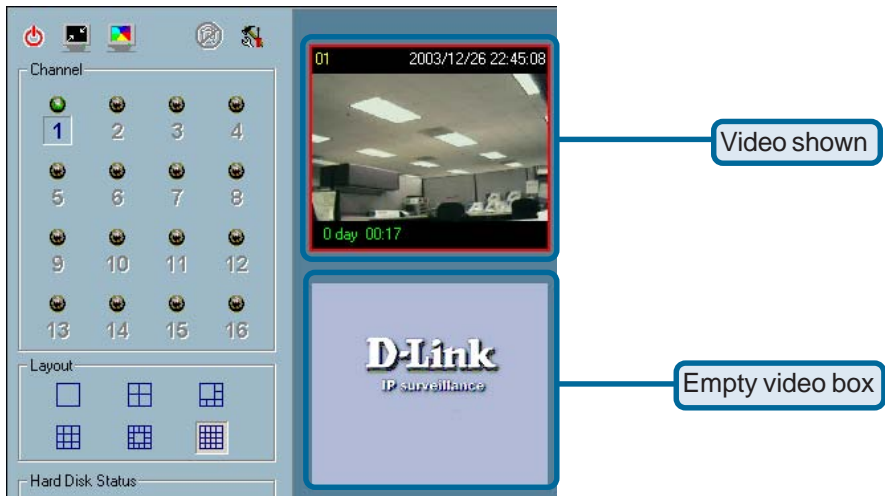 Channel
1 2 3 4
5 6 7 8
9 10 11 12
13 14 15 16
Layout
Hard Disk Status
01 2003/12/26 22:45:08
0 day 00:17
D-Link
IP surveillance
Video shown
Empty video box